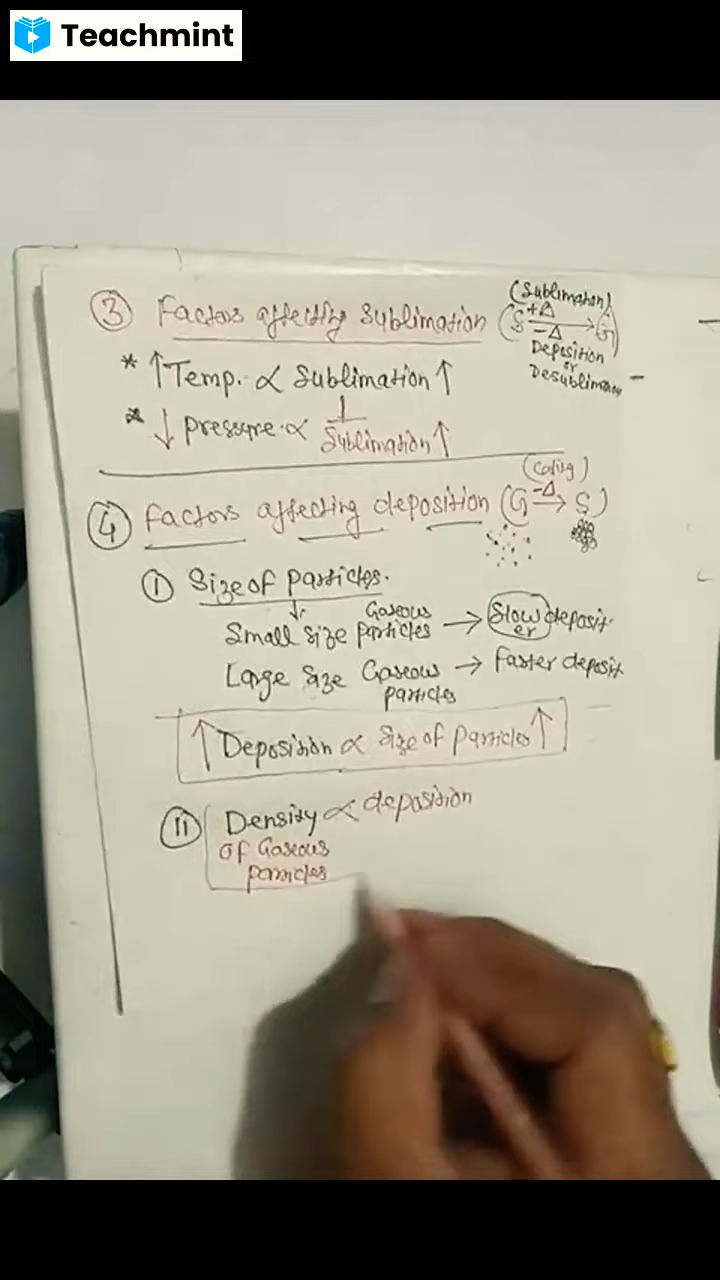 Teachmint
③ Factors affecting Sublimation
(Sublimation)
(S +Δ → G)
-Δ
Deposition
or
Desublimation
* ↑ Temp. ∝ Sublimation ↑
* ↓ Pressure ∝ 1
Sublimation ↑
④ Factors affecting deposition (G -Δ→ S)
① Size of Particles.
Small size Gaseous particles → Slower deposit
Large Size Gaseous particles → Faster deposit
↑ Deposition ∝ Size of Particles ↑
⑪ Density ∝ deposition
of Gaseous
particles